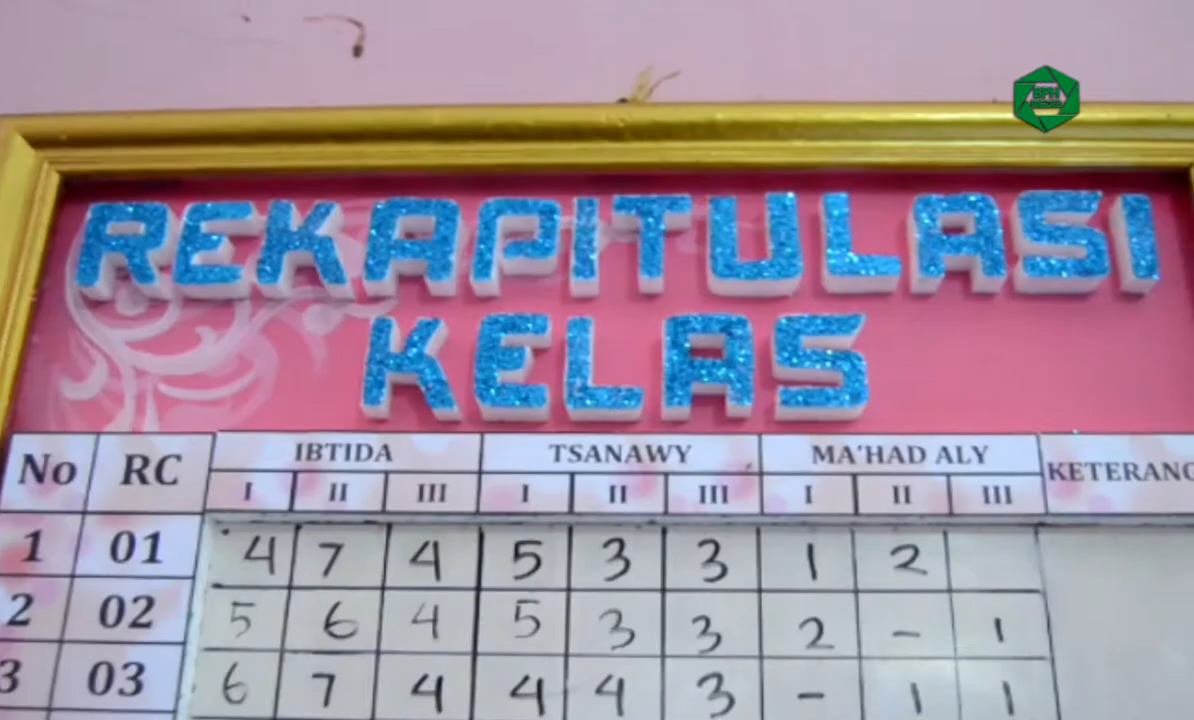 BPH
REKAPITULASI
KELAS
No RC IBTIDA TSANAWY MA'HAD ALY KETERANG
I II III I II III I II III
1 01 4 7 4 5 3 3 1 2
2 02 5 6 4 5 3 3 2 - 1
3 03 6 7 4 4 4 3 - 1 1